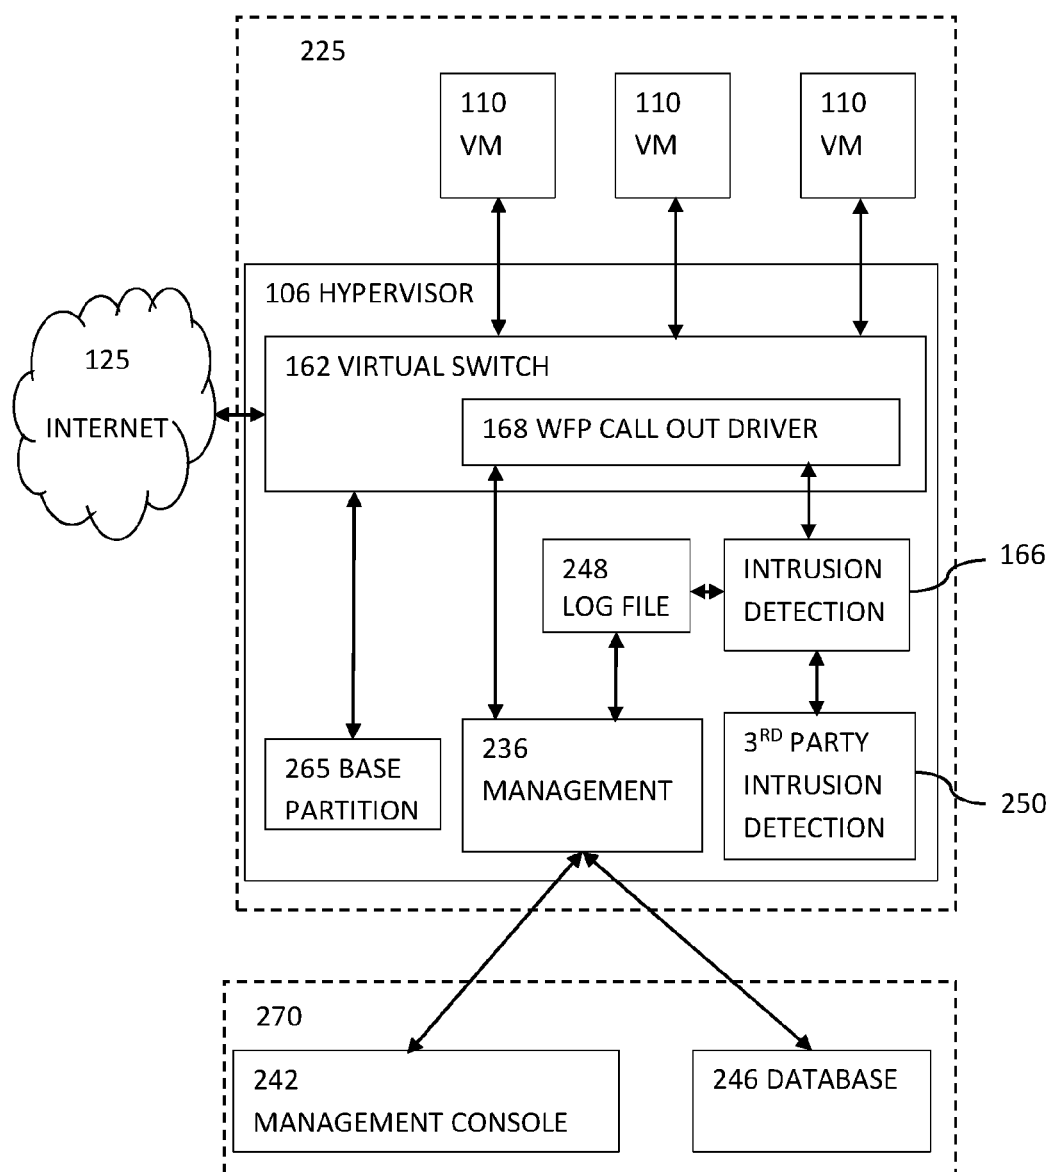 225
110
VM
110
VM
110
VM
106 HYPERVISOR
125
INTERNET
162 VIRTUAL SWITCH
168 WFP CALL OUT DRIVER
248
LOG FILE
INTRUSION
DETECTION
166
265 BASE
PARTITION
236
MANAGEMENT
3RD PARTY
INTRUSION
DETECTION
250
270
242
MANAGEMENT CONSOLE
246 DATABASE